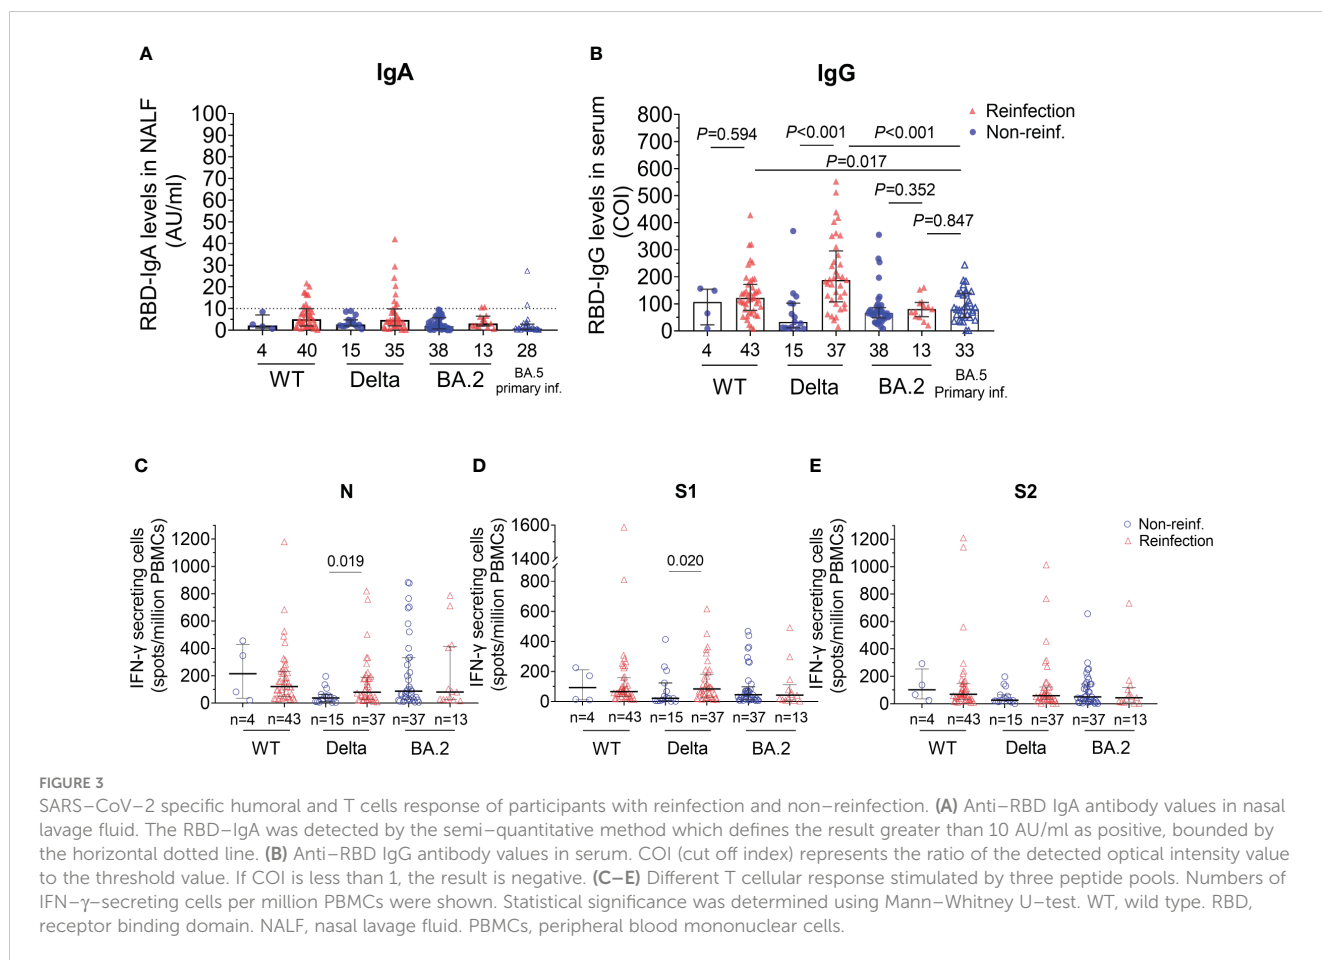 A
IgA
RBD-IgA levels in NALF
(AU/ml)
100
90
80
70
60
50
40
30
20
10
0
4 40 15 35 38 13 28
WT Delta BA.2 BA.5
primary inf.
B
IgG
RBD-IgG levels in serum
(COI)
800
700
600
500
400
300
200
100
0
Reinfection
Non-reinf.
P=0.594 P<0.001 P<0.001
P=0.017
P=0.352
P=0.847
4 43 15 37 38 13 33
WT Delta BA.2 BA.5
Primary inf.
C
N
IFN-γ secreting cells
(spots/million PBMCs)
1200
1000
800
600
400
200
0
0.019
n=4 n=43 n=15 n=37 n=37 n=13
WT Delta BA.2
D
S1
IFN-γ secreting cells
(spots/million PBMCs)
1600
1400
800
600
400
200
0
0.020
n=4 n=43 n=15 n=37 n=37 n=13
WT Delta BA.2
E
S2
IFN-γ secreting cells
(spots/million PBMCs)
1200
1000
800
600
400
200
0
Non-reinf.
Reinfection
n=4 n=43 n=15 n=37 n=37 n=13
WT Delta BA.2
FIGURE 3
SARS–CoV–2 specific humoral and T cells response of participants with reinfection and non–reinfection. (A) Anti–RBD IgA antibody values in nasal
lavage fluid. The RBD–IgA was detected by the semi–quantitative method which defines the result greater than 10 AU/ml as positive, bounded by
the horizontal dotted line. (B) Anti–RBD IgG antibody values in serum. COI (cut off index) represents the ratio of the detected optical intensity value
to the threshold value. If COI is less than 1, the result is negative. (C–E) Different T cellular response stimulated by three peptide pools. Numbers of
IFN–γ–secreting cells per million PBMCs were shown. Statistical significance was determined using Mann–Whitney U–test. WT, wild type. RBD,
receptor binding domain. NALF, nasal lavage fluid. PBMCs, peripheral blood mononuclear cells.